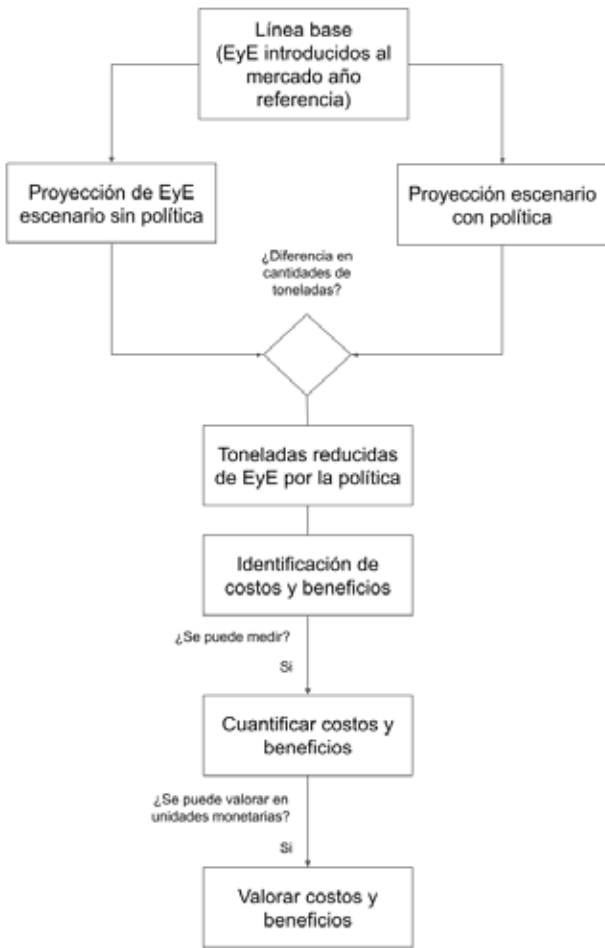 Línea base
(EyE introducidos al
mercado año
referencia)
Proyección de EyE
escenario sin política
Proyección escenario
con política
¿Diferencia en
cantidades de
toneladas?
Toneladas reducidas
de EyE por la política
Identificación de
costos y beneficios
¿Se puede medir?
Si
Cuantificar costos y
beneficios
¿Se puede valorar en
unidades monetarias?
Si
Valorar costos y
beneficios